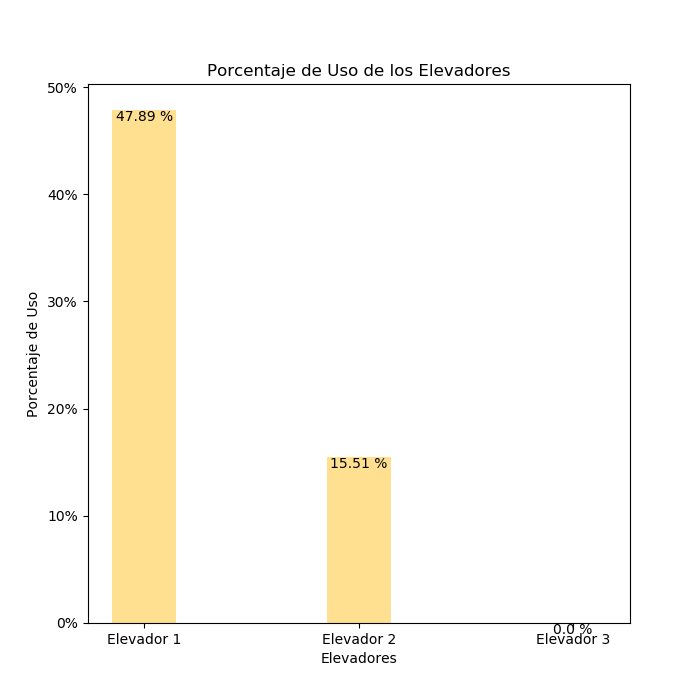 Porcentaje de Uso de los Elevadores
50%
47.89 %
40%
30%
Porcentaje de Uso
20%
15.51 %
10%
0%
0.0 %
Elevador 1
Elevador 2
Elevador 3
Elevadores